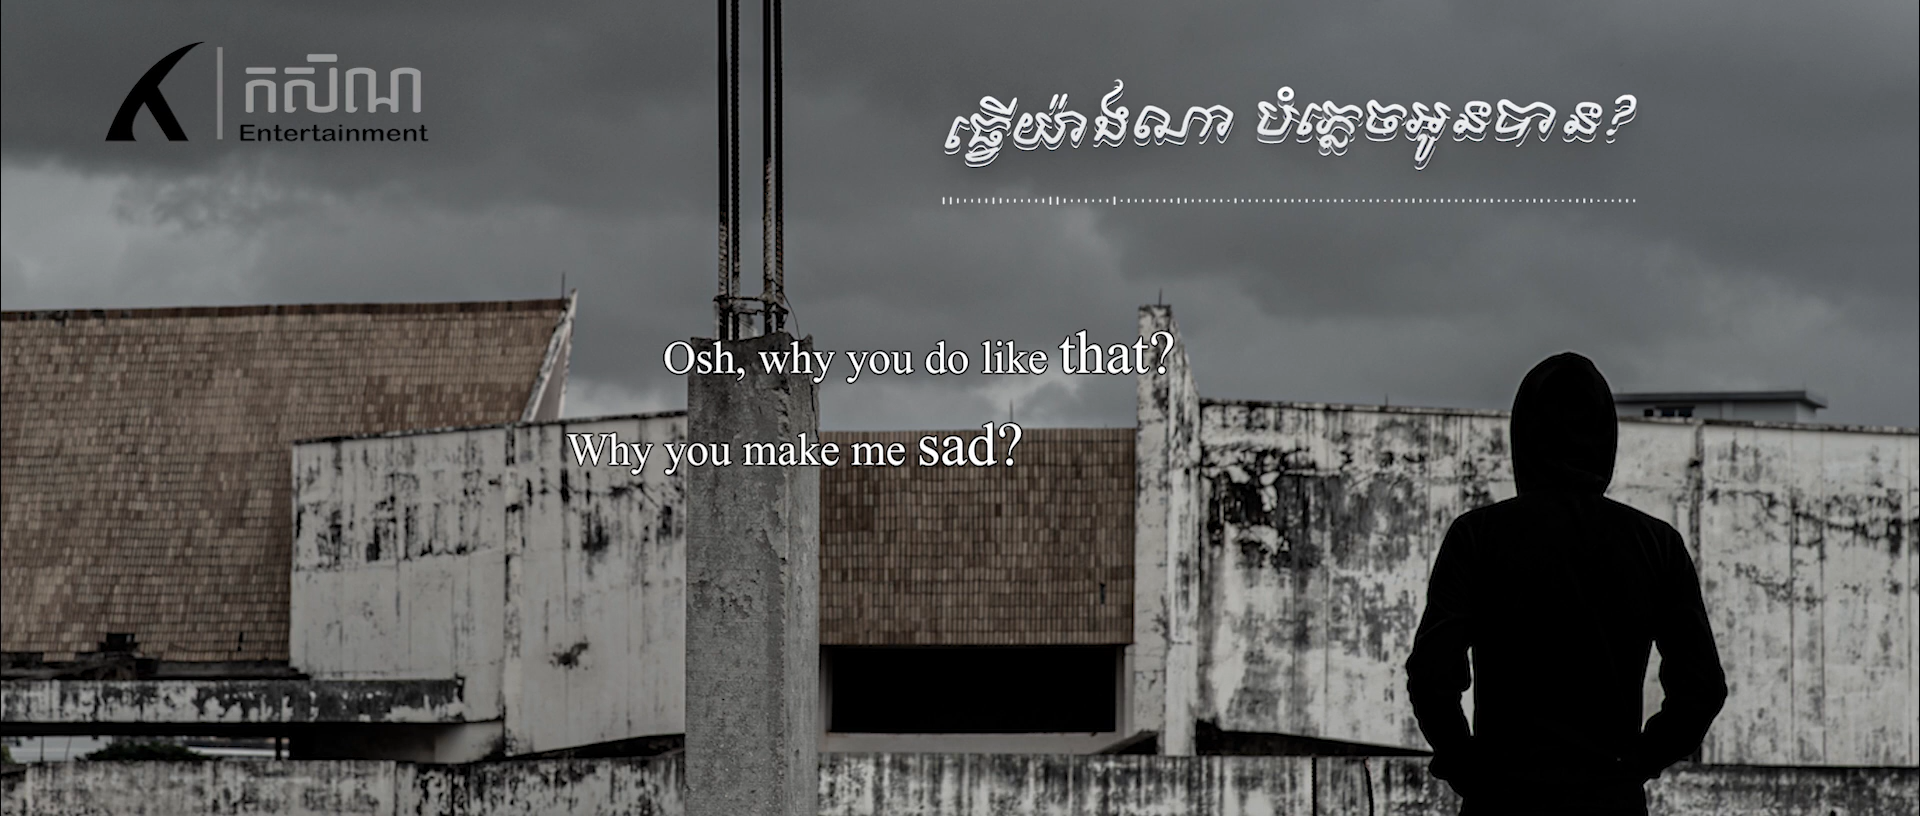 កសិណ
Entertainment
ធ្វើយ៉ាងណា បំភ្លេចអូនបាន?
Osh, why you do like that?
Why you make me sad?